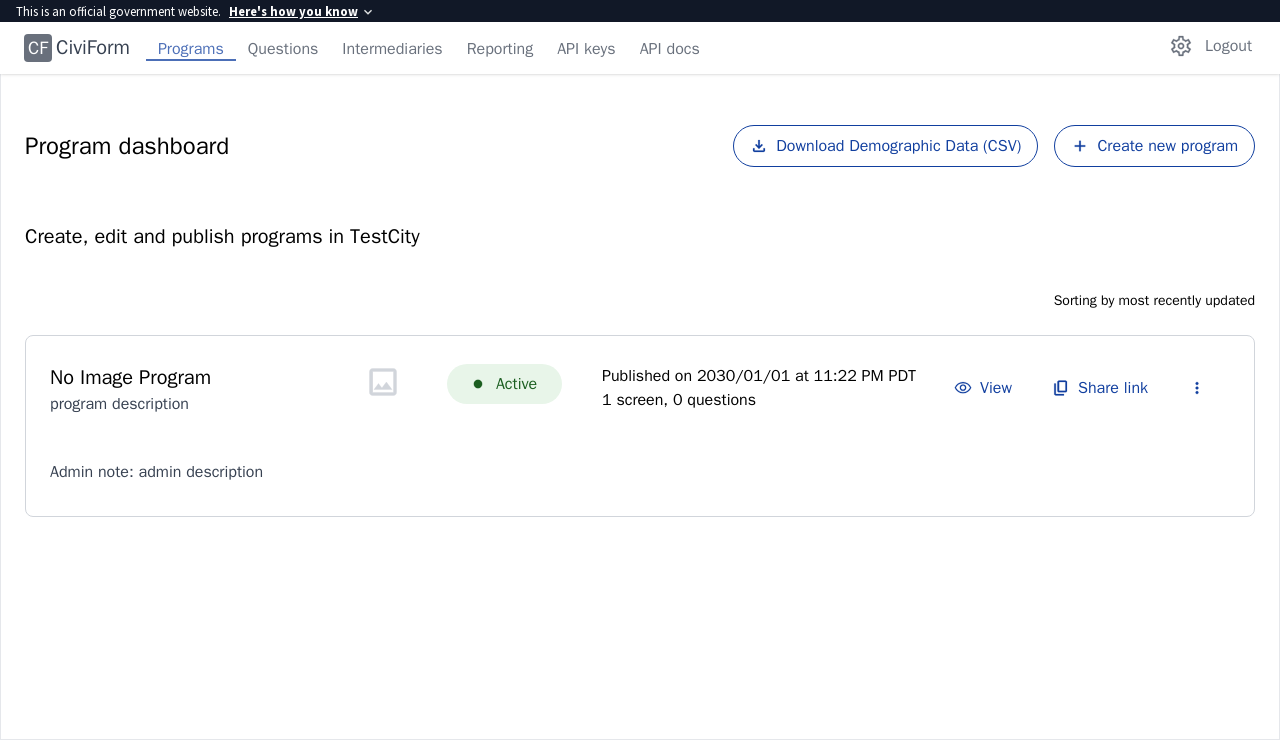 This is an official government website. Here's how you know
CF CiviForm Programs Questions Intermediaries Reporting API keys API docs Logout
Program dashboard
Download Demographic Data (CSV)
Create new program
Create, edit and publish programs in TestCity
Sorting by most recently updated
No Image Program
program description
Active
Published on 2030/01/01 at 11:22 PM PDT
1 screen, 0 questions
View
Share link
Admin note: admin description